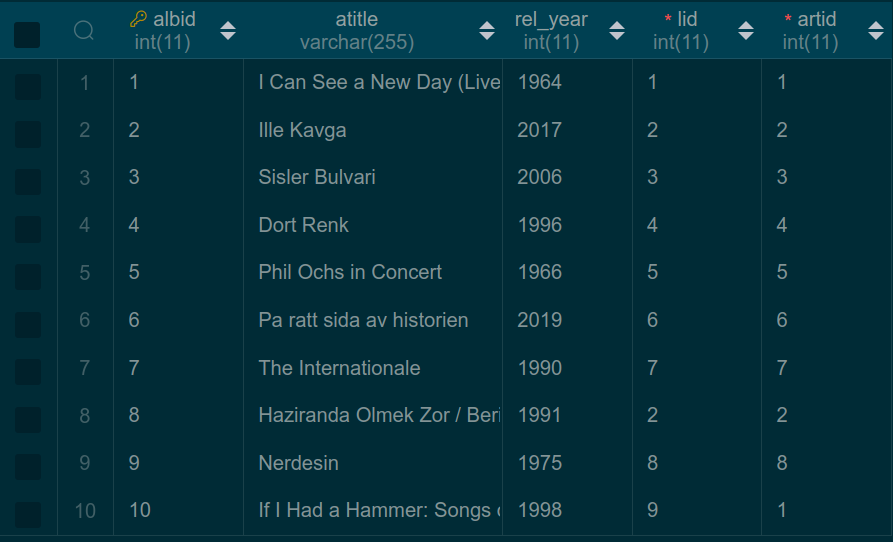 albid atitle rel_year * lid * artid
int(11) varchar(255) int(11) int(11) int(11)
1 1 I Can See a New Day (Live 1964 1 1
2 2 Ille Kavga 2017 2 2
3 3 Sisler Bulvari 2006 3 3
4 4 Dort Renk 1996 4 4
5 5 Phil Ochs in Concert 1966 5 5
6 6 Pa ratt sida av historien 2019 6 6
7 7 The Internationale 1990 7 7
8 8 Haziranda Olmek Zor / Beri 1991 2 2
9 9 Nerdesin 1975 8 8
10 10 If I Had a Hammer: Songs 1998 9 1